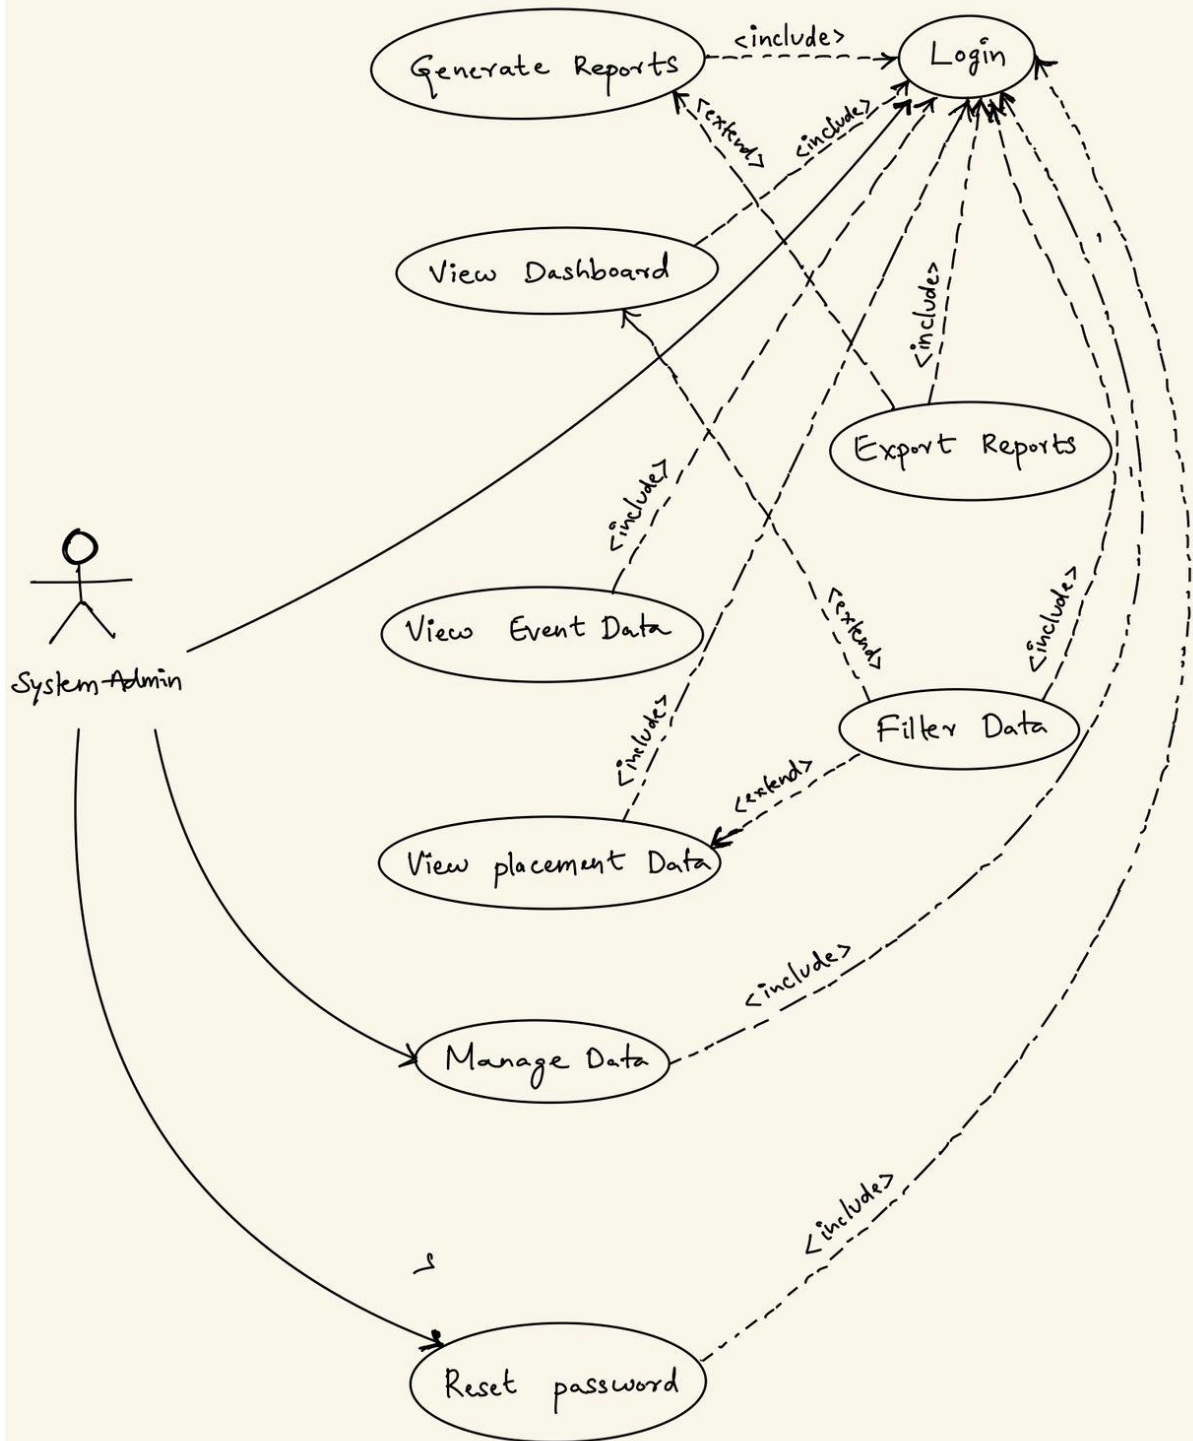 Generate Reports
<include>
Login
<extend>
<include>
View Dashboard
<include>
Export Reports
<include>
View Event Data
<extend>
<include>
System Admin
<include>
Filter Data
<extend>
View placement Data
<include>
Manage Data
<include>
Reset password